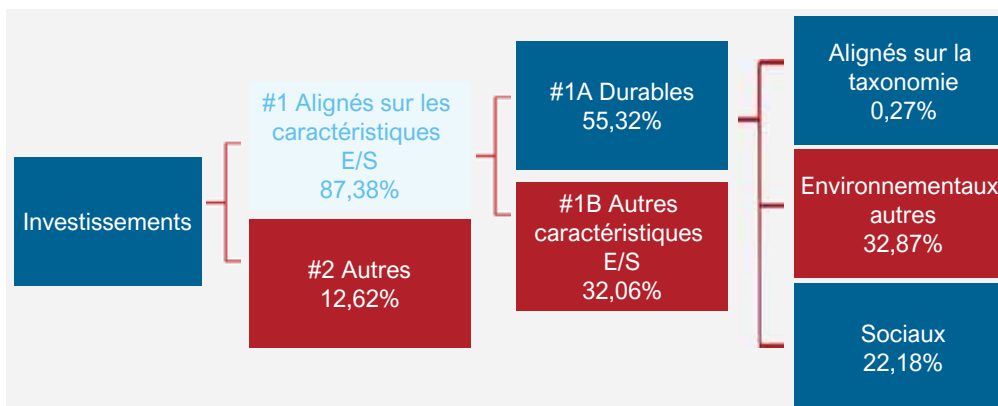 Investissements
#1 Alignés sur les
caractéristiques
E/S
87,38%
#2 Autres
12,62%
#1A Durables
55,32%
#1B Autres
caractéristiques
E/S
32,06%
Alignés sur la
taxonomie
0,27%
Environnementaux
autres
32,87%
Sociaux
22,18%